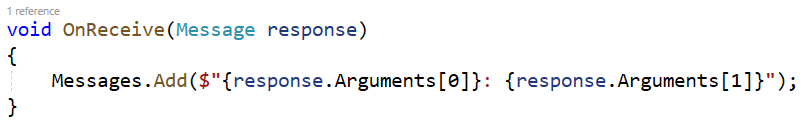 1 reference
void OnReceive(Message response)
{
    Messages.Add($"{response.Arguments[0]}: {response.Arguments[1]}");
}